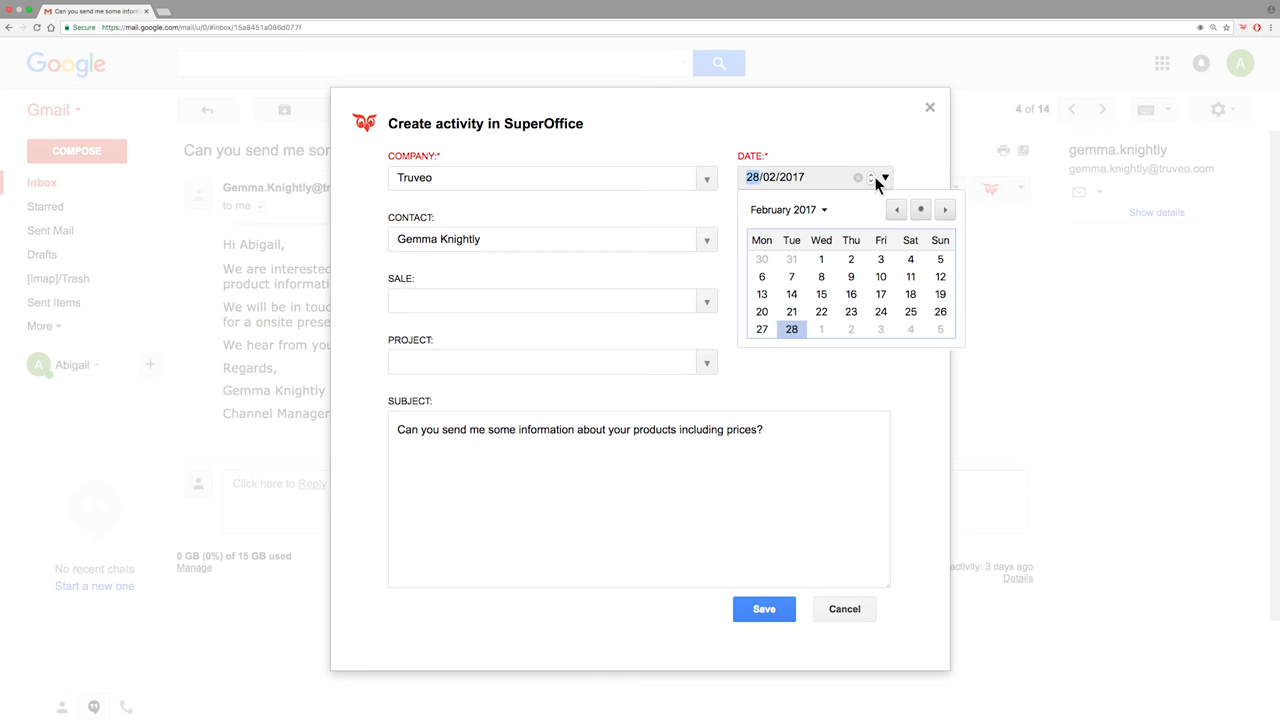 Can you send me some inform
Secure
https://mail.google.com/mail/u/0/#inbox/15a8451a086d077f
Google
A
Gmail
4 of 14
COMPOSE
Inbox
Starred
Sent Mail
Drafts
[Imap]/Trash
Sent Items
More
A
Abigail
No recent chats
Start a new one
Can you send me som
Gemma.Knightly@tr
to me
Hi Abigail,
We are interested
product informati
We will be in touc
for a onsite prese
We hear from you
Regards,
Gemma Knightly
Channel Manager
Click here to Reply
0 GB (0%) of 15 GB used
Manage
Create activity in SuperOffice
COMPANY:*
Truveo
CONTACT:
Gemma Knightly
SALE:
PROJECT:
SUBJECT:
Can you send me some information about your products including prices?
DATE:*
28/02/2017
February 2017
Mon Tue Wed Thu Fri Sat Sun
30 31 1 2 3 4 5
6 7 8 9 10 11 12
13 14 15 16 17 18 19
20 21 22 23 24 25 26
27 28 1 2 3 4 5
Save
Cancel
gemma.knightly
gemma.knightly@truveo.com
Show details
activity: 3 days ago
Details